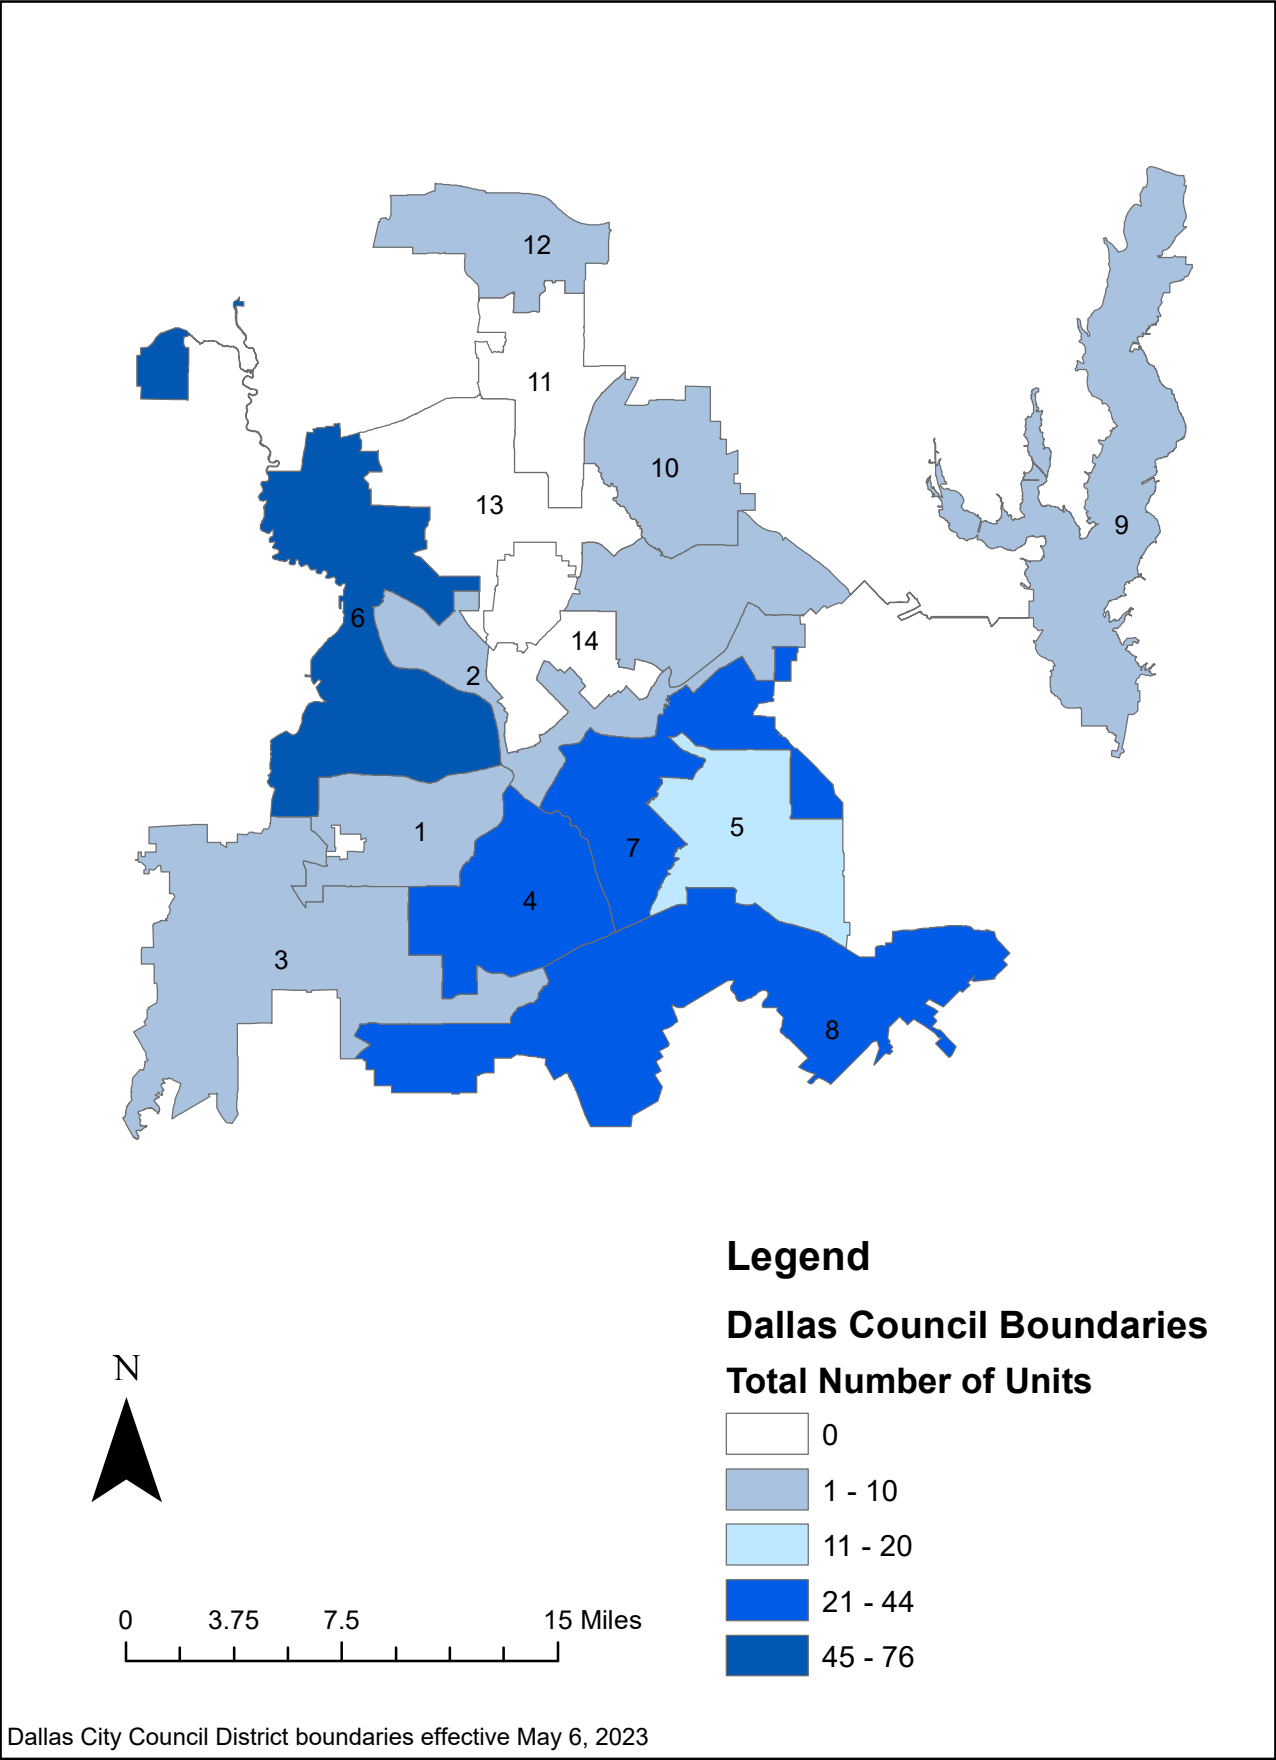 12
11
10
13
9
6
14
2
5
1
7
4
3
8
Legend
Dallas Council Boundaries
Total Number of Units
0
1 - 10
11 - 20
21 - 44
45 - 76
N
0 3.75 7.5 15 Miles
Dallas City Council District boundaries effective May 6, 2023